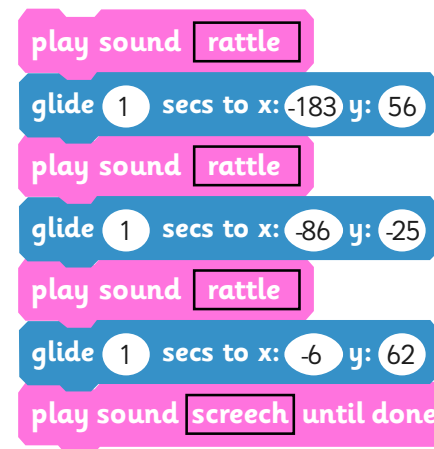 play sound rattle
glide 1 secs to x: -183 y: 56
play sound rattle
glide 1 secs to x: -86 y: -25
play sound rattle
glide 1 secs to x: -6 y: 62
play sound screech until done